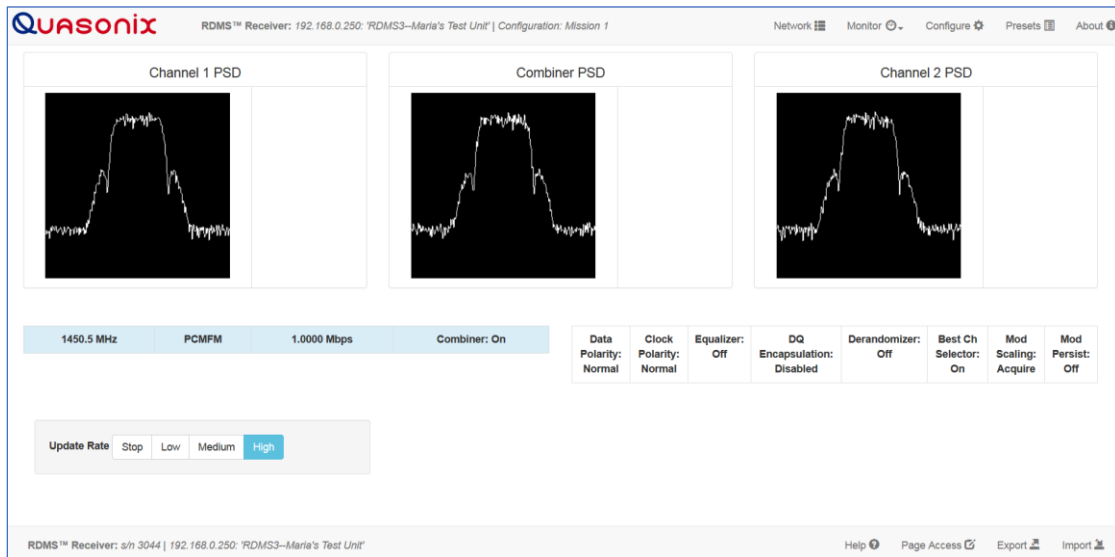 QUASONIX
RDMS™ Receiver: 192.168.0.250: 'RDMS3--Maria's Test Unit' | Configuration: Mission 1
Network
Monitor
Configure
Presets
About
Channel 1 PSD
Combiner PSD
Channel 2 PSD
1450.5 MHz
PCMFM
1.0000 Mbps
Combiner: On
Data
Polarity:
Normal
Clock
Polarity:
Normal
Equalizer:
Off
DQ
Encapsulation:
Disabled
Derandomizer:
Off
Best Ch
Selector:
On
Mod
Scaling:
Acquire
Mod
Persist:
Off
Update Rate
Stop
Low
Medium
High
RDMS™ Receiver: s/n 3044 | 192.168.0.250: 'RDMS3--Maria's Test Unit'
Help
Page Access
Export
Import